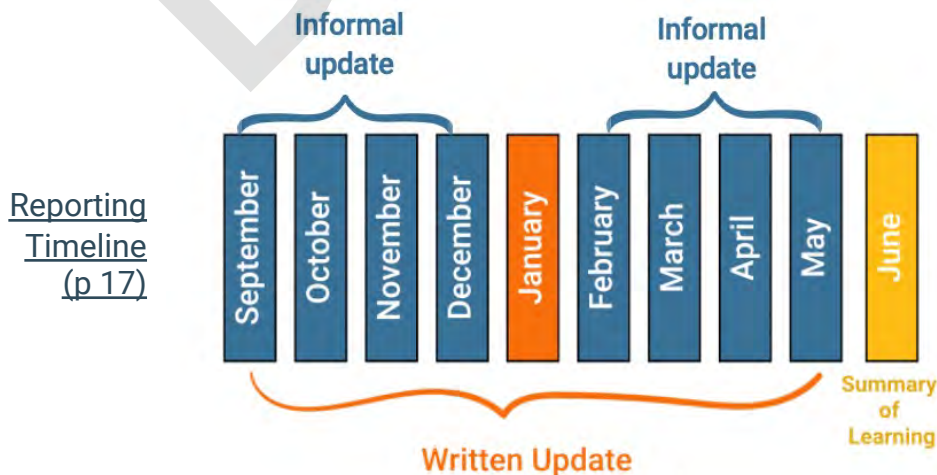 Informal
update
Informal
update
Reporting
Timeline
(p 17)
September
October
November
December
January
February
March
April
May
June
Summary
of
Learning
Written Update